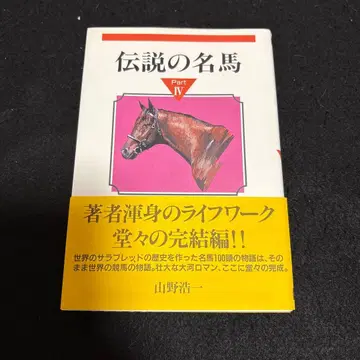 伝説の名馬
Part
IV
著者渾身のライフワーク
堂々の完結編!!
世界のサラブレッドの歴史を作った名馬100頭の物語は、その
まま世界の競馬の物語。壮大な大河ロマン、ここに堂々の完成。
山野浩一